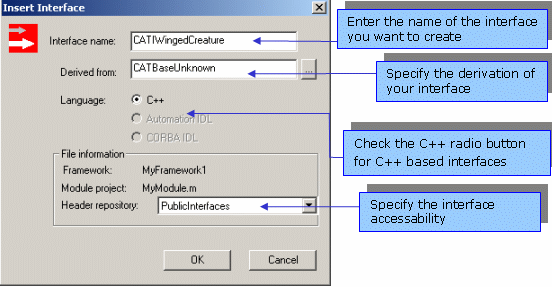 Insert Interface
Interface name: CATIWingedCreature
Derived from: CATBaseUnknown ...
Language: C++
Automation IDL
CORBA IDL
File information
Framework: MyFramework1
Module project: MyModule.m
Header repository: PublicInterfaces
OK Cancel
Enter the name of the interface
you want to create
Specify the derivation of
your interface
Check the C++ radio button
for C++ based interfaces
Specify the interface
accessability